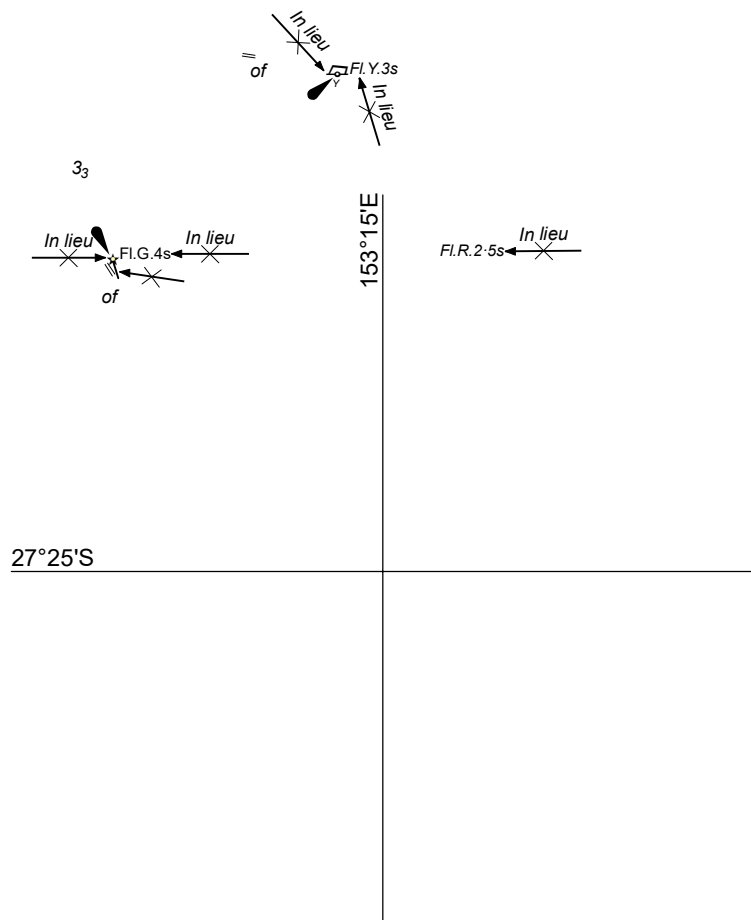 In lieu
of
Fl.Y.3s
Y
In lieu
3₃
153°15'E
In lieu
Fl.G.4s
In lieu
Fl.R.2·5s
In lieu
of
27°25'S